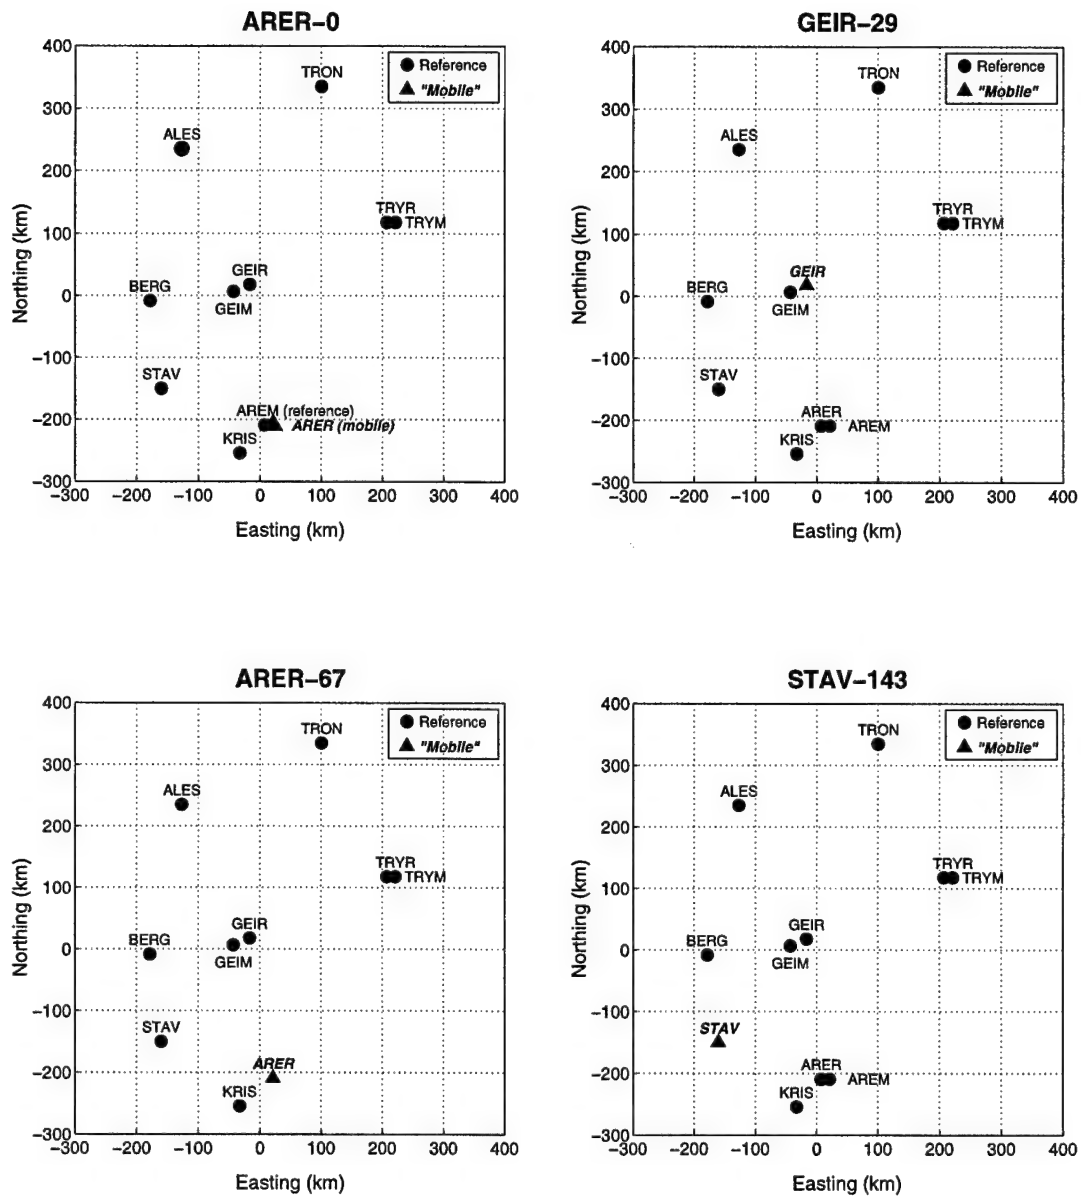 ARER–0
400
300
200
100
0
−100
−200
−300
−300 −200 −100 0 100 200 300 400
Northing (km)
Easting (km)
Reference
"Mobile"
TRON
ALES
TRYR
TRYM
GEIR
BERG
GEIM
STAV
AREM (reference)
ARER (mobile)
KRIS
GEIR–29
400
300
200
100
0
−100
−200
−300
−300 −200 −100 0 100 200 300 400
Northing (km)
Easting (km)
Reference
"Mobile"
TRON
ALES
TRYR
TRYM
GEIR
BERG
GEIM
STAV
ARER
AREM
KRIS
ARER–67
400
300
200
100
0
−100
−200
−300
−300 −200 −100 0 100 200 300 400
Northing (km)
Easting (km)
Reference
"Mobile"
TRON
ALES
TRYR
TRYM
GEIR
BERG
GEIM
STAV
ARER
KRIS
STAV–143
400
300
200
100
0
−100
−200
−300
−300 −200 −100 0 100 200 300 400
Northing (km)
Easting (km)
Reference
"Mobile"
TRON
ALES
TRYR
TRYM
GEIR
BERG
GEIM
STAV
ARER
AREM
KRIS